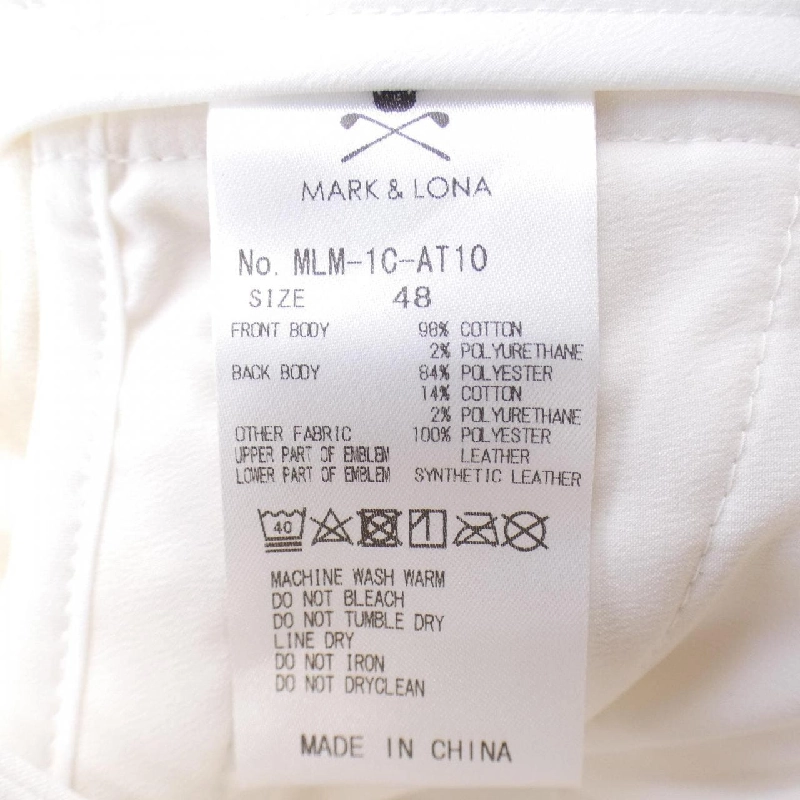 MARK & LONA
No. MLM-1C-AT10
SIZE 48
FRONT BODY 98% COTTON
2% POLYURETHANE
BACK BODY 84% POLYESTER
14% COTTON
2% POLYURETHANE
OTHER FABRIC 100% POLYESTER
UPPER PART OF EMBLEM LEATHER
LOWER PART OF EMBLEM SYNTHETIC LEATHER
40
MACHINE WASH WARM
DO NOT BLEACH
DO NOT TUMBLE DRY
LINE DRY
DO NOT IRON
DO NOT DRYCLEAN
MADE IN CHINA